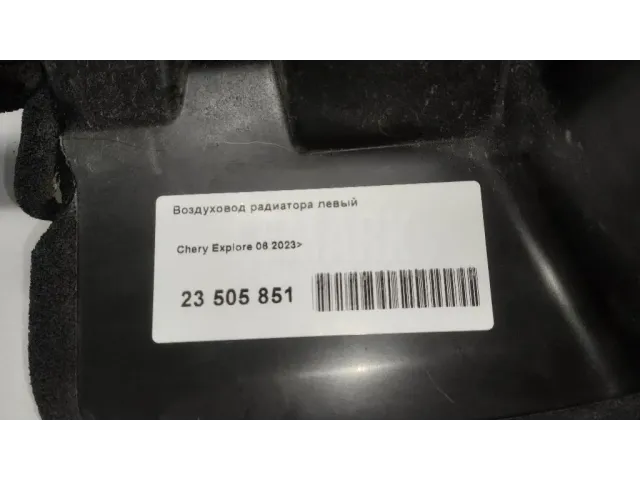 Воздуховод радиатора левый
Chery Explore 06 2023>
23 505 851